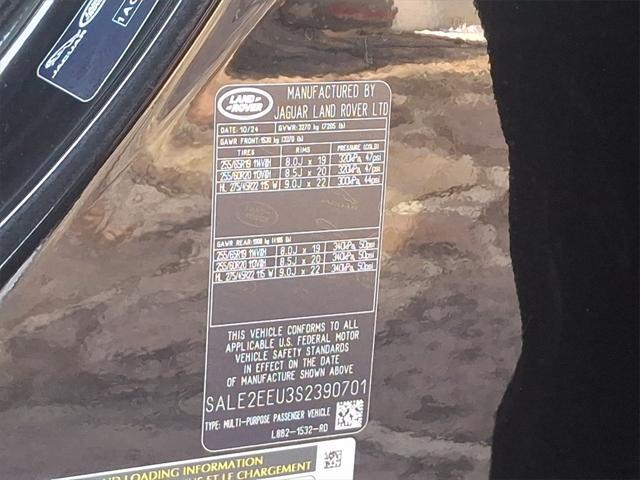 JAGUAR
LAND ROVER
MANUFACTURED BY
JAGUAR LAND ROVER LTD
DATE: 10/24 GVWR: 3270 kg (7205 lb)
GAWR FRONT: 1530 kg (3370 lb)
TIRES RIMS PRESSURE (COLD)
255/65R19 114V/H 8.0J x 19 320kPa, 47psi
255/60R20 113V/H 8.5J x 20 320kPa, 47psi
HL 275/45R22 115 W 9.0J x 22 300kPa, 44psi
JAGUAR
GAWR REAR: 1900 kg (4185 lb)
255/65R19 114V/H 8.0J x 19 340kPa, 50psi
255/60R20 113V/H 8.5J x 20 340kPa, 50psi
HL 275/45R22 115 W 9.0J x 22 340kPa, 50psi
THIS VEHICLE CONFORMS TO ALL
APPLICABLE U.S. FEDERAL MOTOR
VEHICLE SAFETY STANDARDS
IN EFFECT ON THE DATE
OF MANUFACTURE SHOWN ABOVE
SALE2EEU3S2390701
TYPE: MULTI-PURPOSE PASSENGER VEHICLE
L8B2-1532-RD
LOADING INFORMATION
ET LE CHARGEMENT